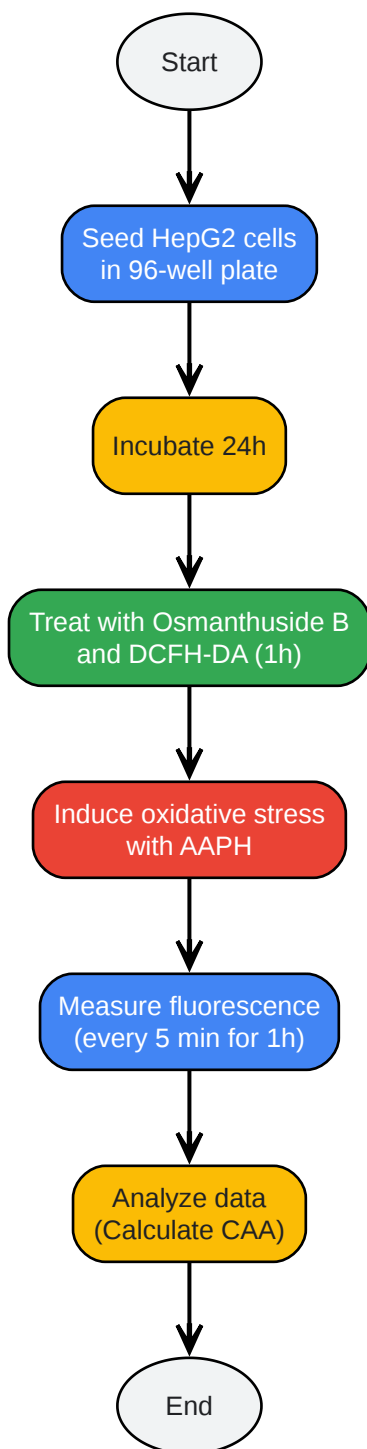 Start
Seed HepG2 cells
in 96-well plate
Incubate 24h
Treat with Osmanthuside B
and DCFH-DA (1h)
Induce oxidative stress
with AAPH
Measure fluorescence
(every 5 min for 1h)
Analyze data
(Calculate CAA)
End